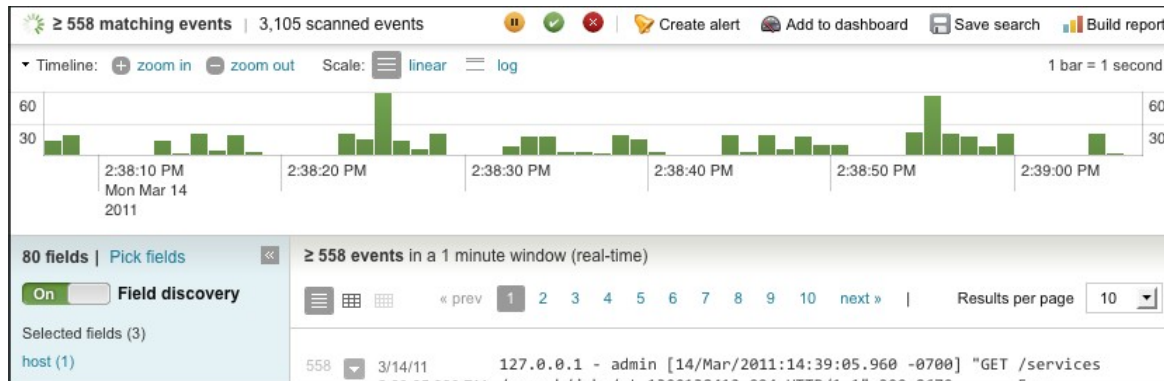 ≥ 558 matching events | 3,105 scanned events Create alert Add to dashboard Save search Build report
Timeline: zoom in zoom out Scale: linear log 1 bar = 1 second
60 60
30 30
2:38:10 PM 2:38:20 PM 2:38:30 PM 2:38:40 PM 2:38:50 PM 2:39:00 PM
Mon Mar 14
2011
80 fields | Pick fields « ≥ 558 events in a 1 minute window (real-time)
On Field discovery
« prev 1 2 3 4 5 6 7 8 9 10 next » | Results per page 10
Selected fields (3)
host (1)
558 3/14/11 127.0.0.1 - admin [14/Mar/2011:14:39:05.960 -0700] "GET /services